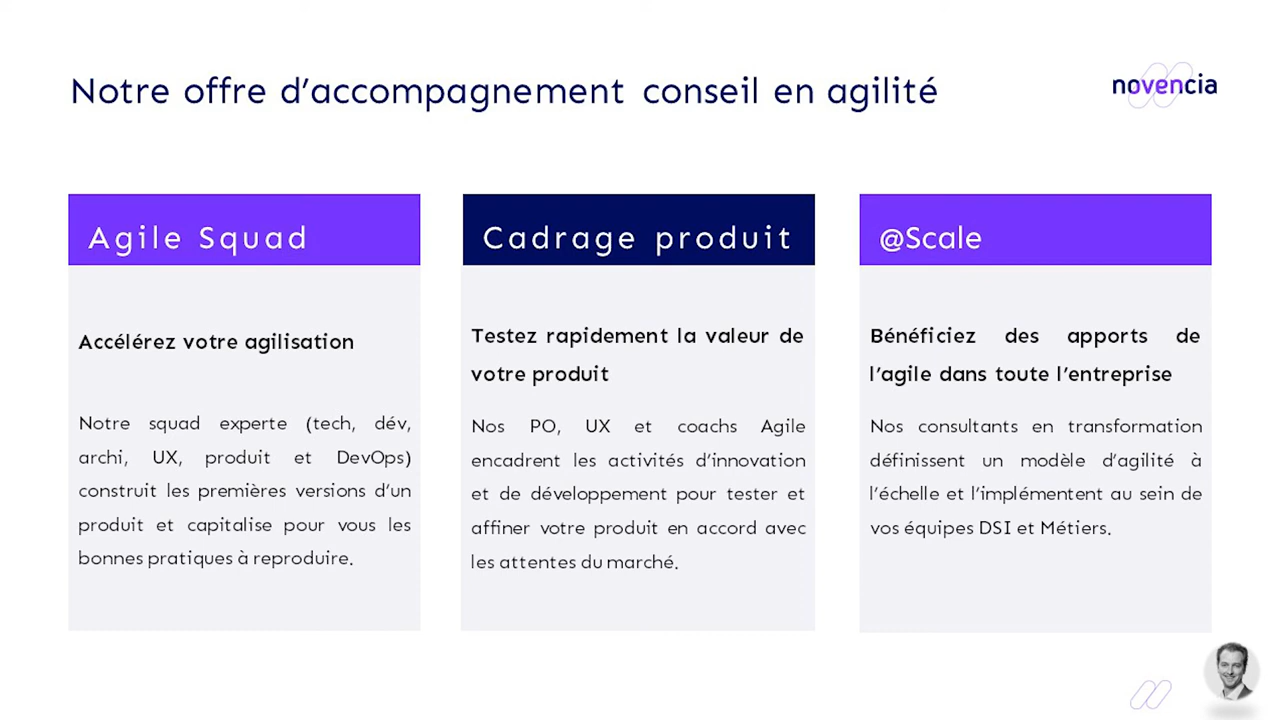 Notre offre d’accompagnement conseil en agilité
novencia
Agile Squad
Accélérez votre agilisation
Notre squad experte (tech, dév,
archi, UX, produit et DevOps)
construit les premières versions d’un
produit et capitalise pour vous les
bonnes pratiques à reproduire.
Cadrage produit
Testez rapidement la valeur de
votre produit
Nos PO, UX et coachs Agile
encadrent les activités d’innovation
et de développement pour tester et
affiner votre produit en accord avec
les attentes du marché.
@Scale
Bénéficiez des apports de
l’agile dans toute l’entreprise
Nos consultants en transformation
définissent un modèle d’agilité à
l’échelle et l’implémentent au sein de
vos équipes DSI et Métiers.